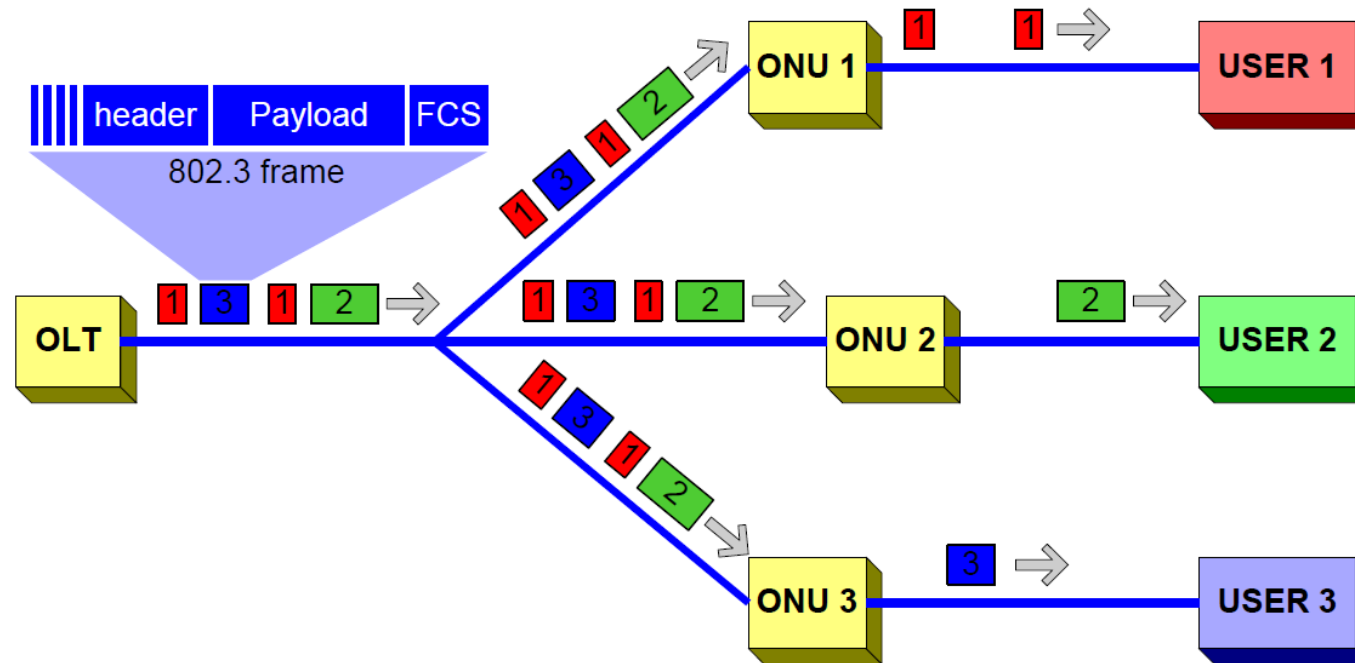 1 1
ONU 1 USER 1
2
1
3
1
header Payload FCS
802.3 frame
1 3 1 2
1 3 1 2
2
OLT
ONU 2 USER 2
1
3
1
2
3
ONU 3 USER 3